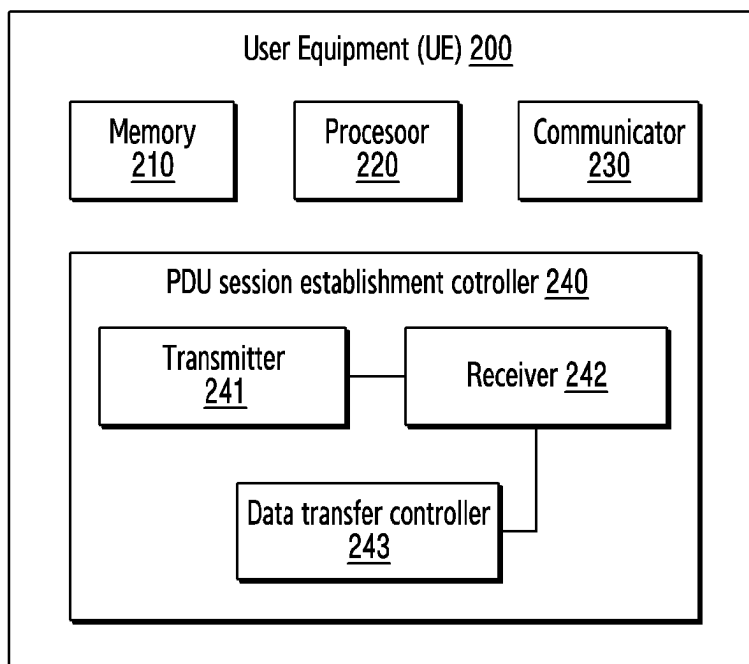 User Equipment (UE) 200
Memory
210
Procesoor
220
Communicator
230
PDU session establishment cotroller 240
Transmitter
241
Receiver 242
Data transfer controller
243